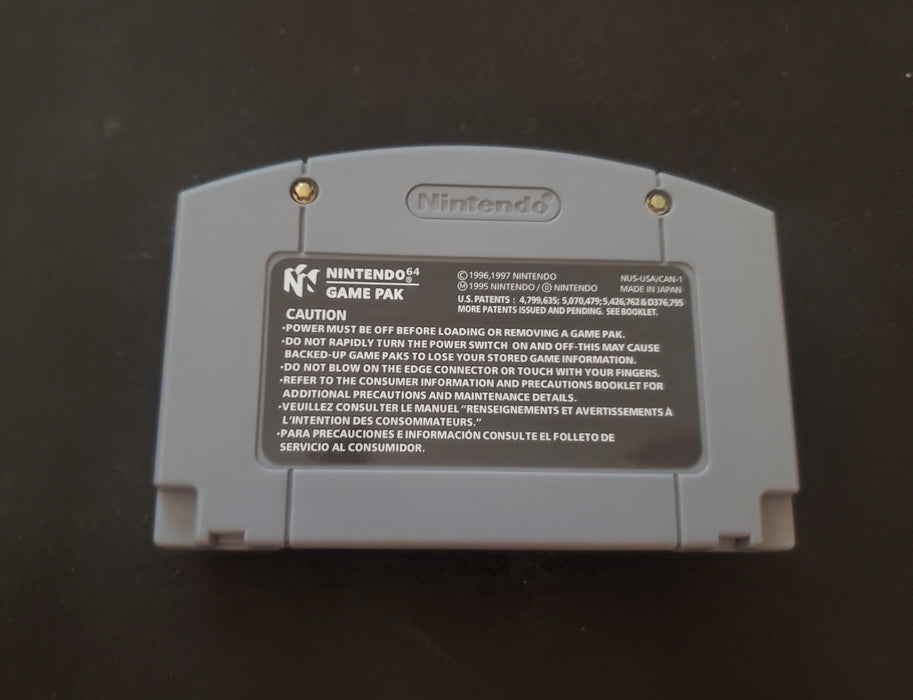 Nintendo®
NINTENDO⁶⁴®
GAME PAK
©1996,1997 NINTENDO
Ⓜ1995 NINTENDO / Ⓓ NINTENDO
NUS-USA/CAN-1
MADE IN JAPAN
U.S. PATENTS : 4,799,635; 5,070,479;5,426,762&D376,795
MORE PATENTS ISSUED AND PENDING. SEE BOOKLET.
CAUTION
·POWER MUST BE OFF BEFORE LOADING OR REMOVING A GAME PAK.
·DO NOT RAPIDLY TURN THE POWER SWITCH ON AND OFF-THIS MAY CAUSE
BACKED-UP GAME PAKS TO LOSE YOUR STORED GAME INFORMATION.
·DO NOT BLOW ON THE EDGE CONNECTOR OR TOUCH WITH YOUR FINGERS.
·REFER TO THE CONSUMER INFORMATION AND PRECAUTIONS BOOKLET FOR
ADDITIONAL PRECAUTIONS AND MAINTENANCE DETAILS.
·VEUILLEZ CONSULTER LE MANUEL "RENSEIGNEMENTS ET AVERTISSEMENTS À
L'INTENTION DES CONSOMMATEURS."
·PARA PRECAUCIONES E INFORMACIÓN CONSULTE EL FOLLETO DE
SERVICIO AL CONSUMIDOR.